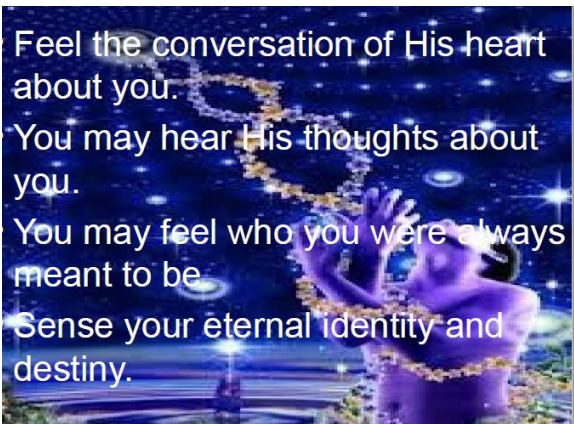 Feel the conversation of His heart
about you.
You may hear His thoughts about
you.
You may feel who you were always
meant to be
Sense your eternal identity and
destiny.